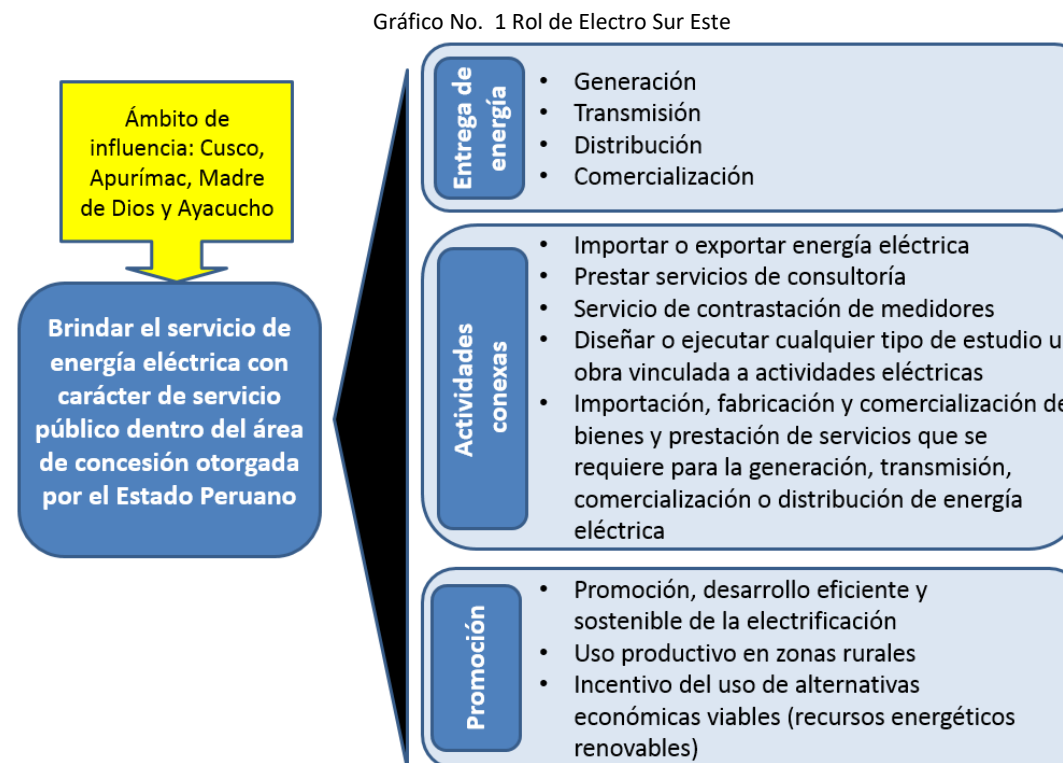 Gráfico No. 1 Rol de Electro Sur Este
Ámbito de
influencia: Cusco,
Apurímac, Madre
de Dios y Ayacucho
Brindar el servicio de
energía eléctrica con
carácter de servicio
público dentro del área
de concesión otorgada
por el Estado Peruano
Entrega de
energía
• Generación
• Transmisión
• Distribución
• Comercialización
Actividades
conexas
• Importar o exportar energía eléctrica
• Prestar servicios de consultoría
• Servicio de contrastación de medidores
• Diseñar o ejecutar cualquier tipo de estudio u
obra vinculada a actividades eléctricas
• Importación, fabricación y comercialización de
bienes y prestación de servicios que se
requiere para la generación, transmisión,
comercialización o distribución de energía
eléctrica
Promoción
• Promoción, desarrollo eficiente y
sostenible de la electrificación
• Uso productivo en zonas rurales
• Incentivo del uso de alternativas
económicas viables (recursos energéticos
renovables)